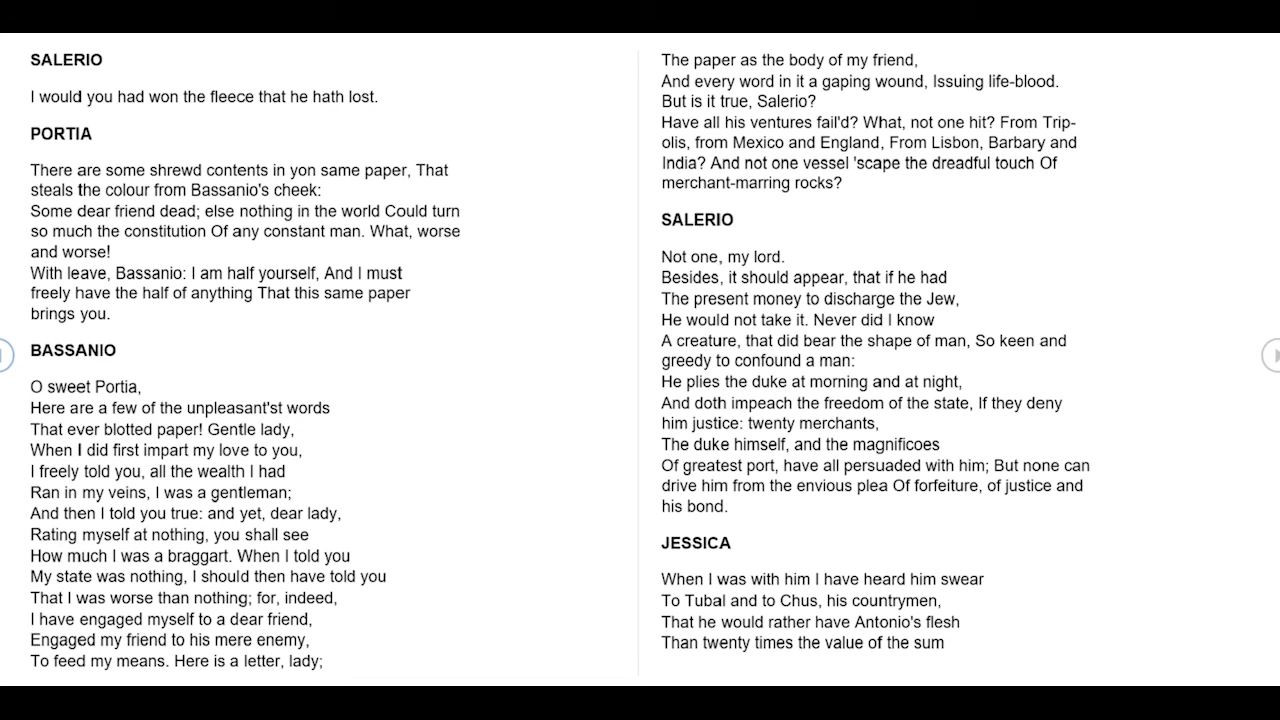 SALERIO
I would you had won the fleece that he hath lost.
PORTIA
There are some shrewd contents in yon same paper, That
steals the colour from Bassanio's cheek:
Some dear friend dead; else nothing in the world Could turn
so much the constitution Of any constant man. What, worse
and worse!
With leave, Bassanio: I am half yourself, And I must
freely have the half of anything That this same paper
brings you.
BASSANIO
O sweet Portia,
Here are a few of the unpleasant'st words
That ever blotted paper! Gentle lady,
When I did first impart my love to you,
I freely told you, all the wealth I had
Ran in my veins, I was a gentleman;
And then I told you true: and yet, dear lady,
Rating myself at nothing, you shall see
How much I was a braggart. When I told you
My state was nothing, I should then have told you
That I was worse than nothing; for, indeed,
I have engaged myself to a dear friend,
Engaged my friend to his mere enemy,
To feed my means. Here is a letter, lady;
The paper as the body of my friend,
And every word in it a gaping wound, Issuing life-blood.
But is it true, Salerio?
Have all his ventures fail'd? What, not one hit? From Trip-
olis, from Mexico and England, From Lisbon, Barbary and
India? And not one vessel 'scape the dreadful touch Of
merchant-marring rocks?
SALERIO
Not one, my lord.
Besides, it should appear, that if he had
The present money to discharge the Jew,
He would not take it. Never did I know
A creature, that did bear the shape of man, So keen and
greedy to confound a man:
He plies the duke at morning and at night,
And doth impeach the freedom of the state, If they deny
him justice: twenty merchants,
The duke himself, and the magnificoes
Of greatest port, have all persuaded with him; But none can
drive him from the envious plea Of forfeiture, of justice and
his bond.
JESSICA
When I was with him I have heard him swear
To Tubal and to Chus, his countrymen,
That he would rather have Antonio's flesh
Than twenty times the value of the sum